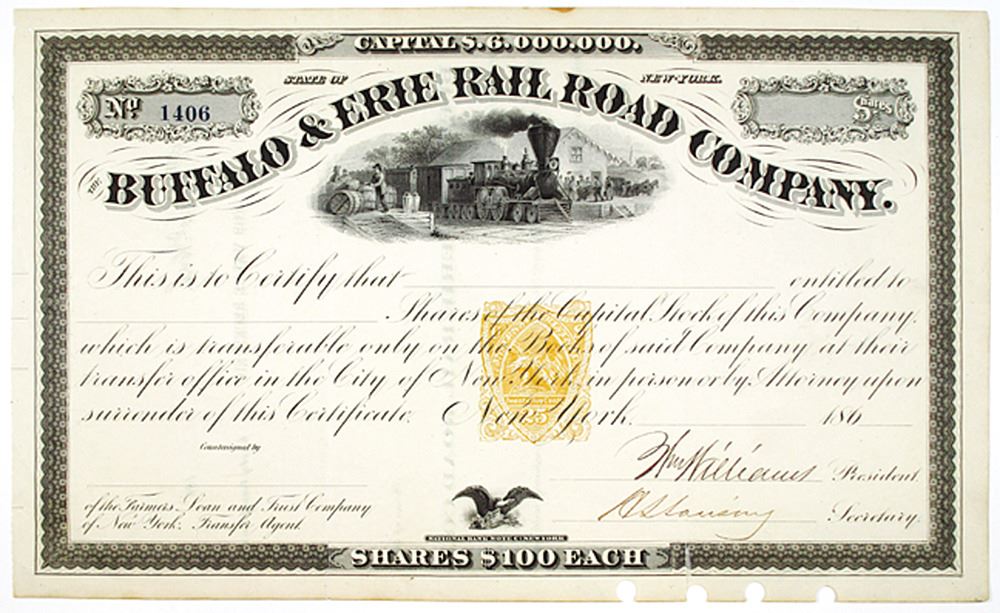 CAPITAL $.6.000.000.
STATE OF NEW-YORK.
No. 1406
Shares
THE
BUFFALO & ERIE RAIL ROAD COMPANY.
This is to Certify that entitled to
Shares of the Capital Stock of this Company,
which is transferable only on the Books of said Company at their
transfer office in the City of New York, in person or by Attorney upon
surrender of this Certificate. New York. 186
25
Countersigned by
Wm Williams President.
of the Farmers Loan and Trust Company
of New York. Transfer Agent.
Secretary.
NATIONAL BANK NOTE CO. NEW YORK
SHARES $100 EACH